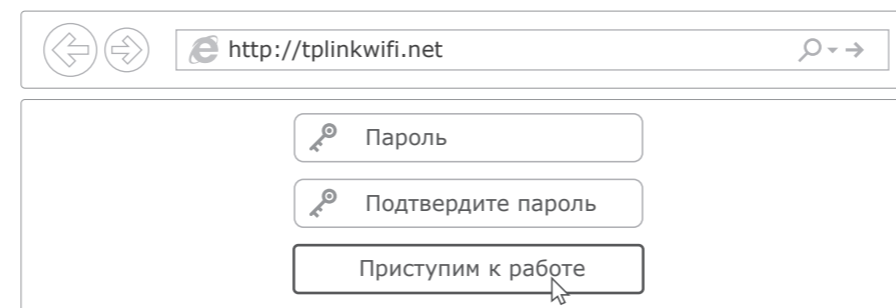 http://tplinkwifi.net
Пароль
Подтвердите пароль
Приступим к работе